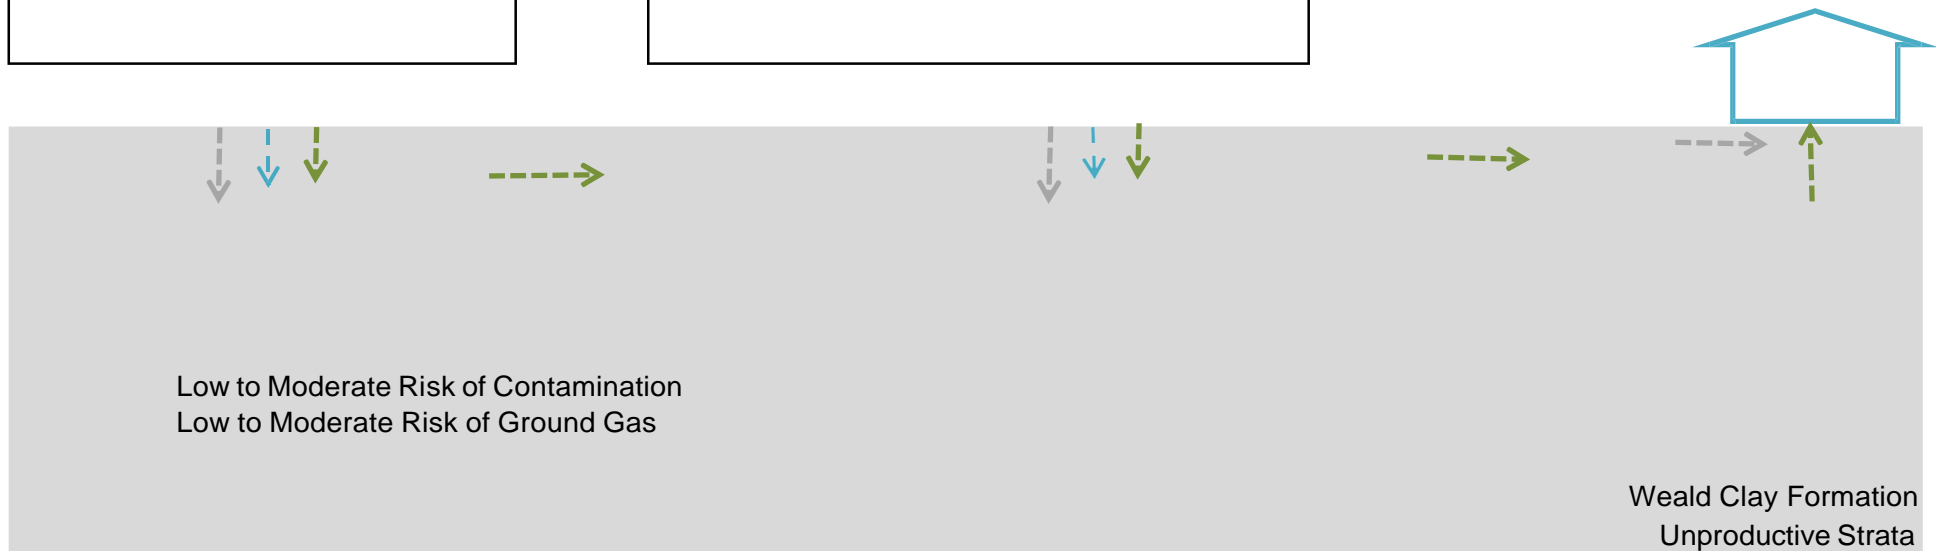 Low to Moderate Risk of Contamination
Low to Moderate Risk of Ground Gas
Weald Clay Formation
Unproductive Strata